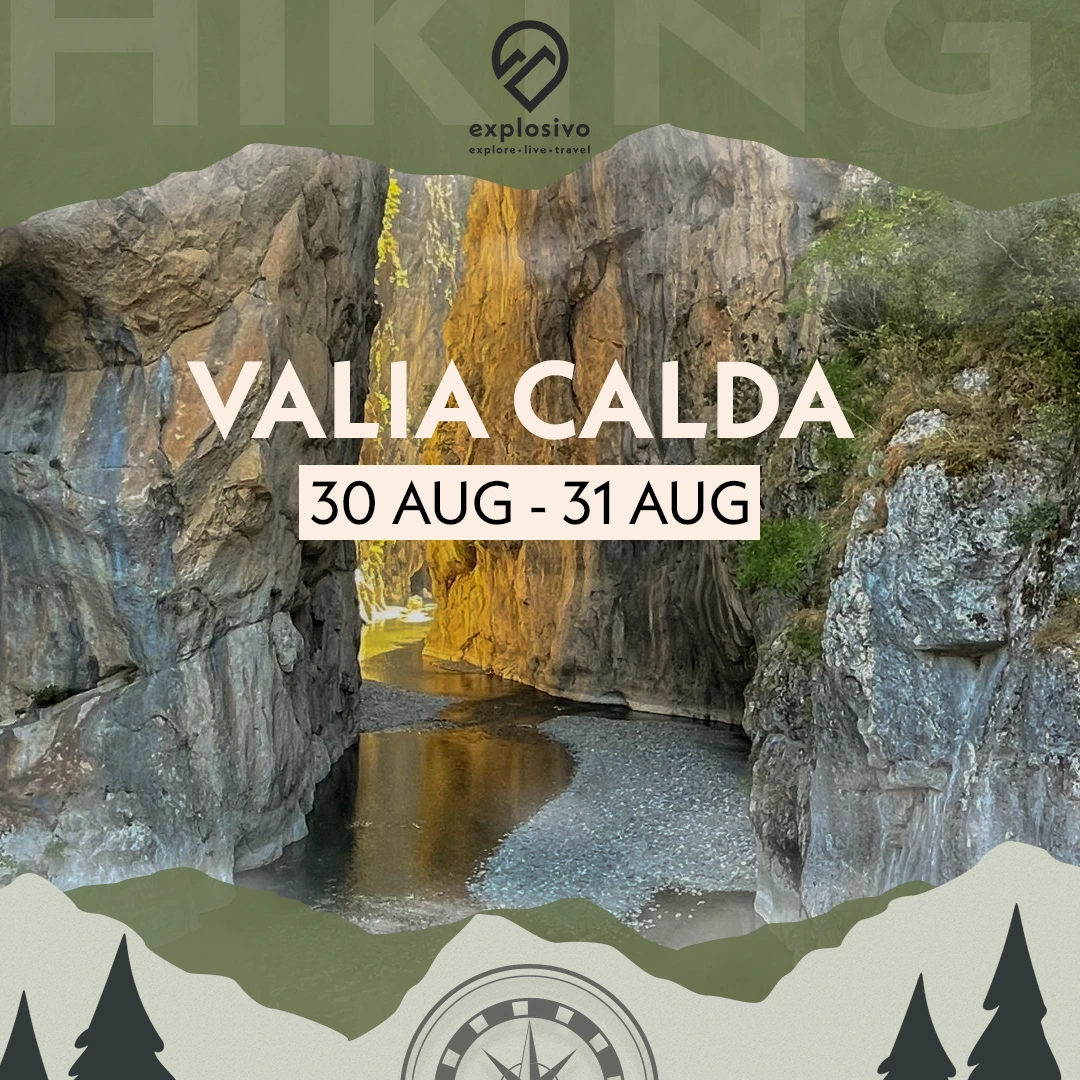 HIKING
explosivo
explore•live•travel
VALIA CALDA
30 AUG - 31 AUG